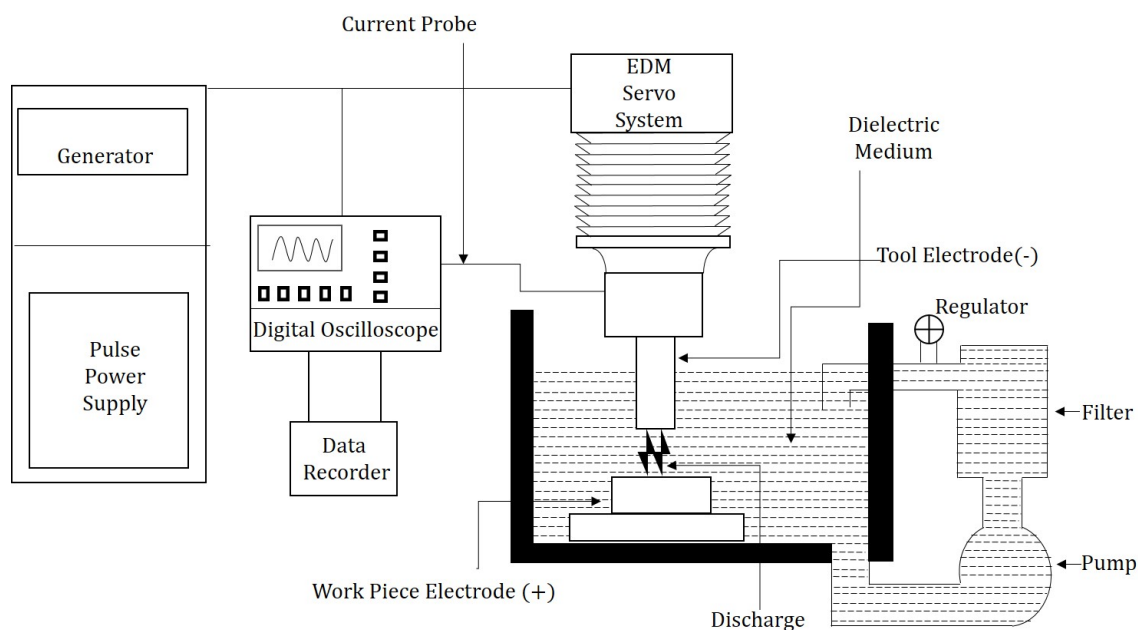 Current Probe
EDM
Servo
System
Generator
Dielectric
Medium
Tool Electrode(-)
Regulator
Digital Oscilloscope
Pulse
Power
Supply
Filter
Data
Recorder
Work Piece Electrode (+)
Pump
Discharge